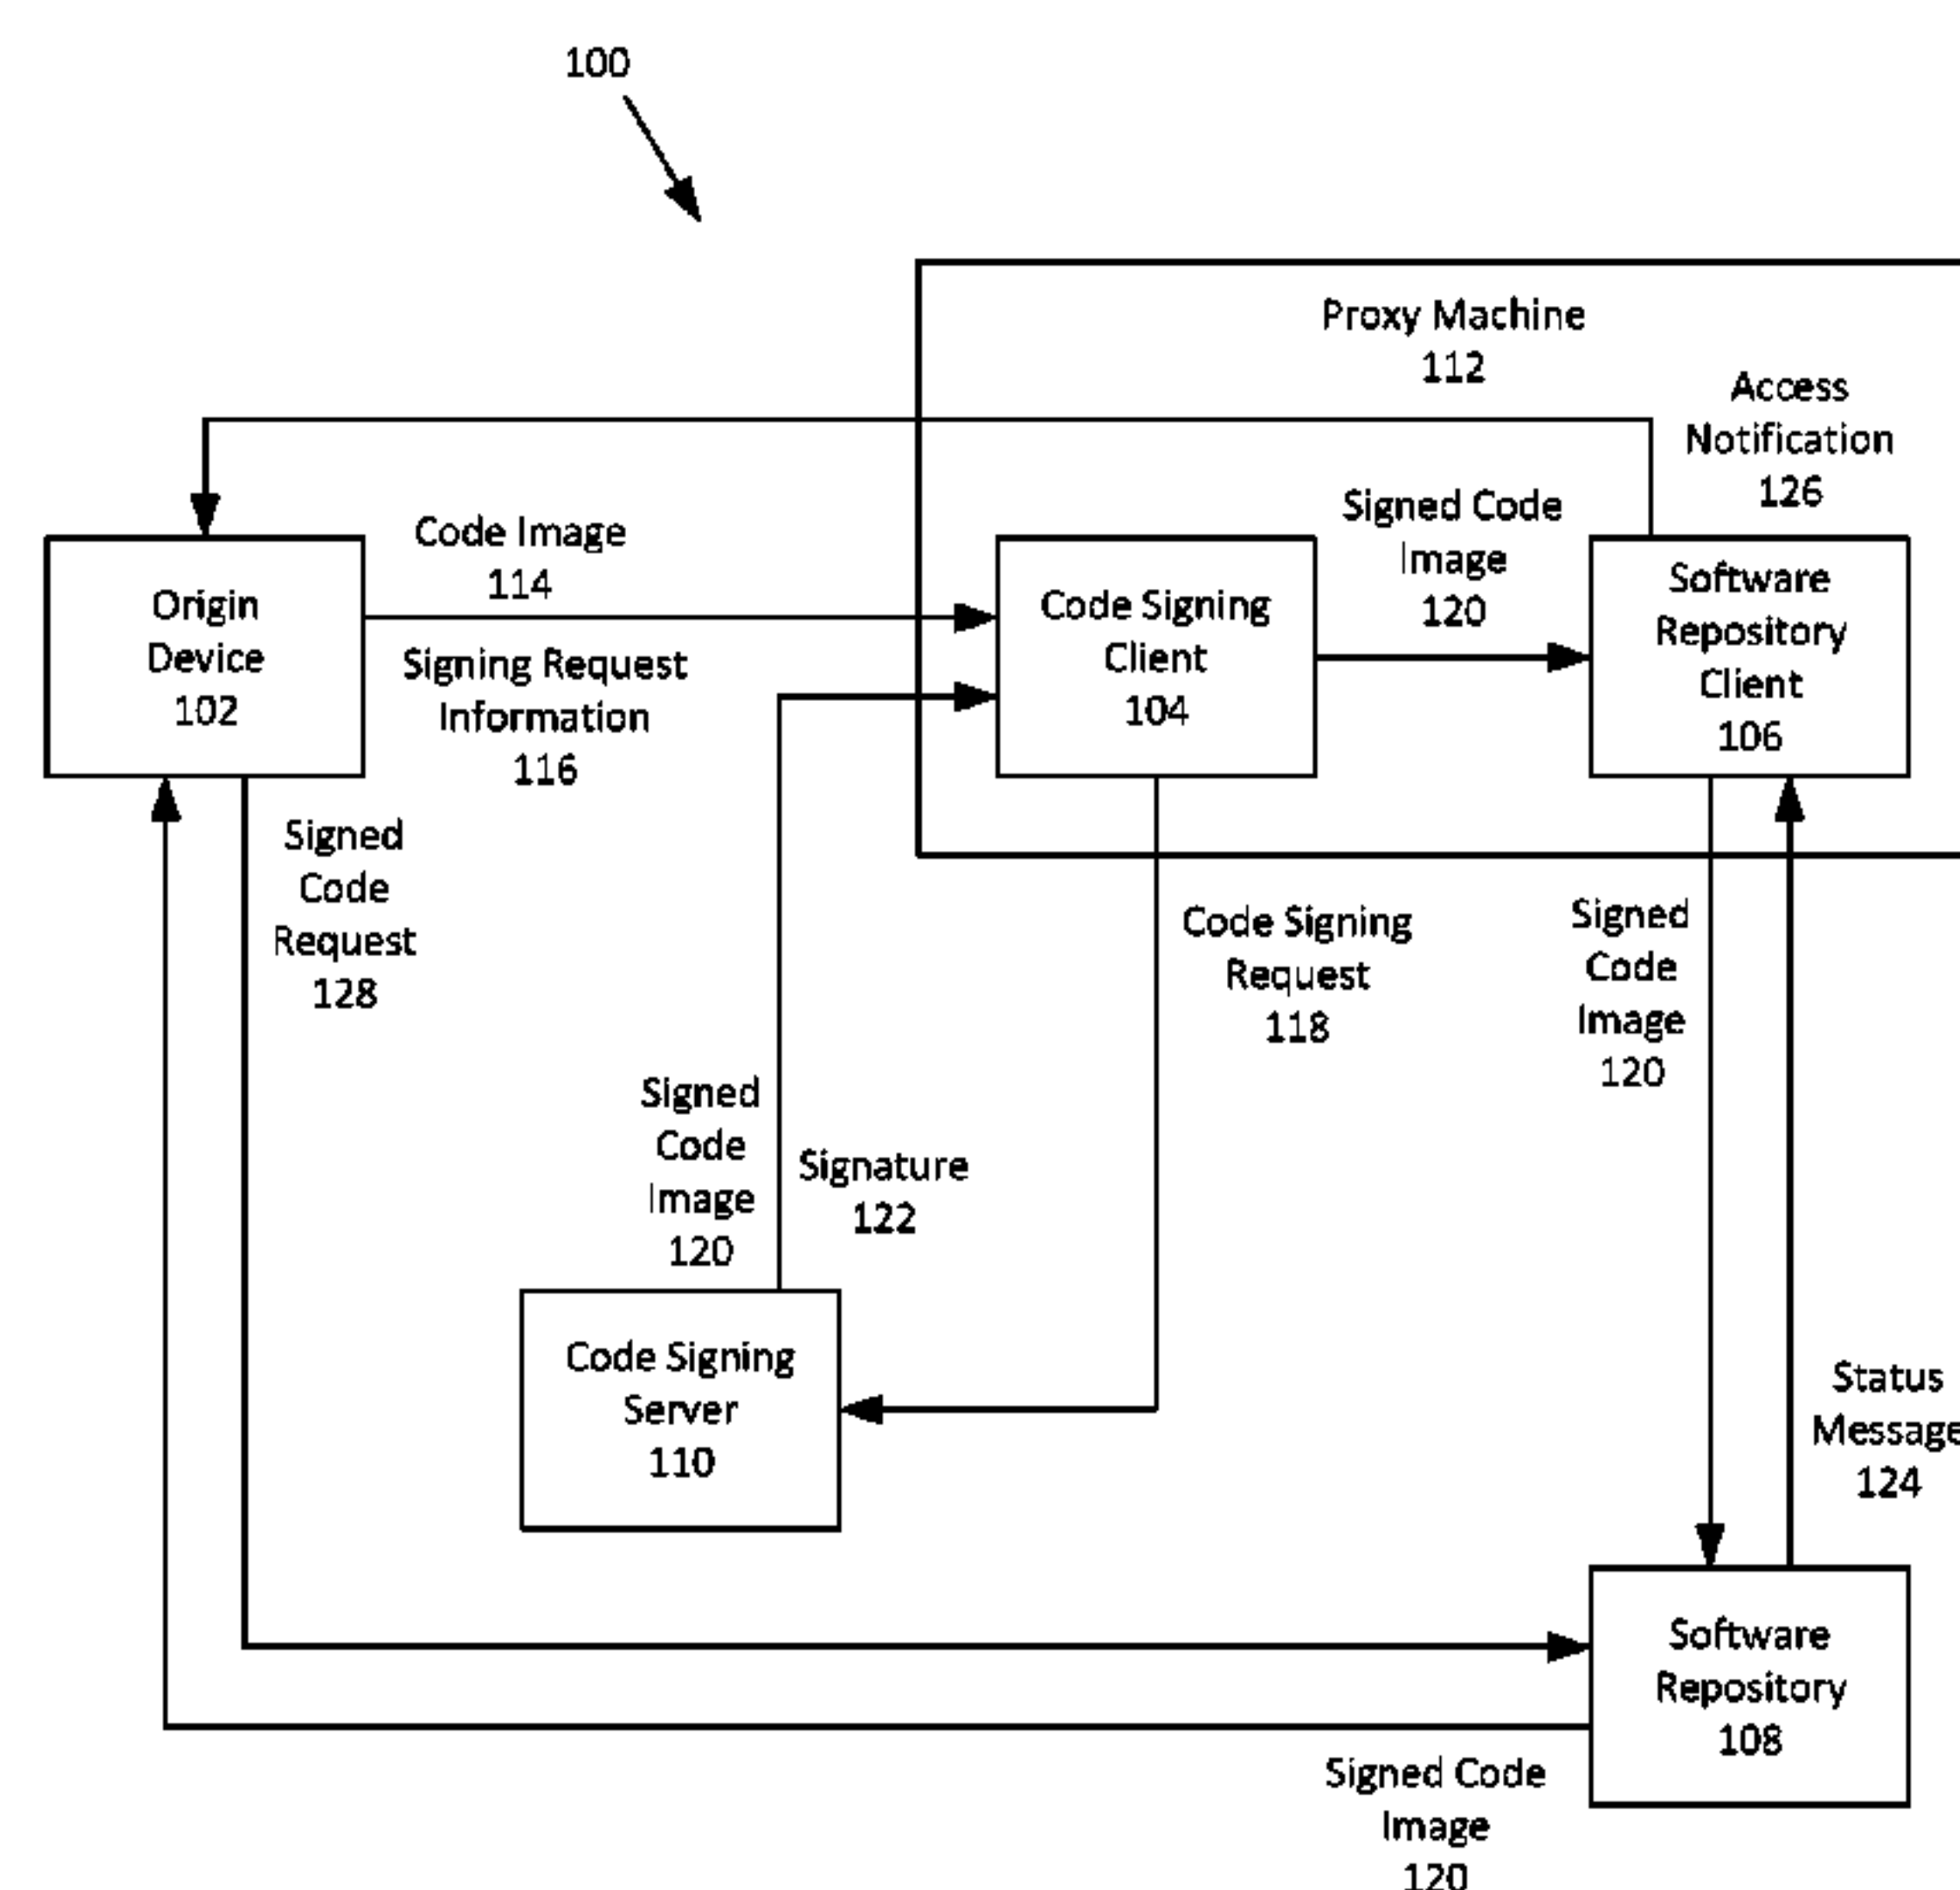 100
Proxy Machine
112
Access
Notification
126
Code Image
114
Signed Code
Image
120
Origin
Device
102
Signing Request
Information
116
Code Signing
Client
104
Software
Repository
Client
106
Signed
Code
Request
128
Code Signing
Request
118
Signed
Code
Image
120
Signed
Code
Image
120
Signature
122
Code Signing
Server
110
Status
Message
124
Software
Repository
108
Signed Code
Image
120